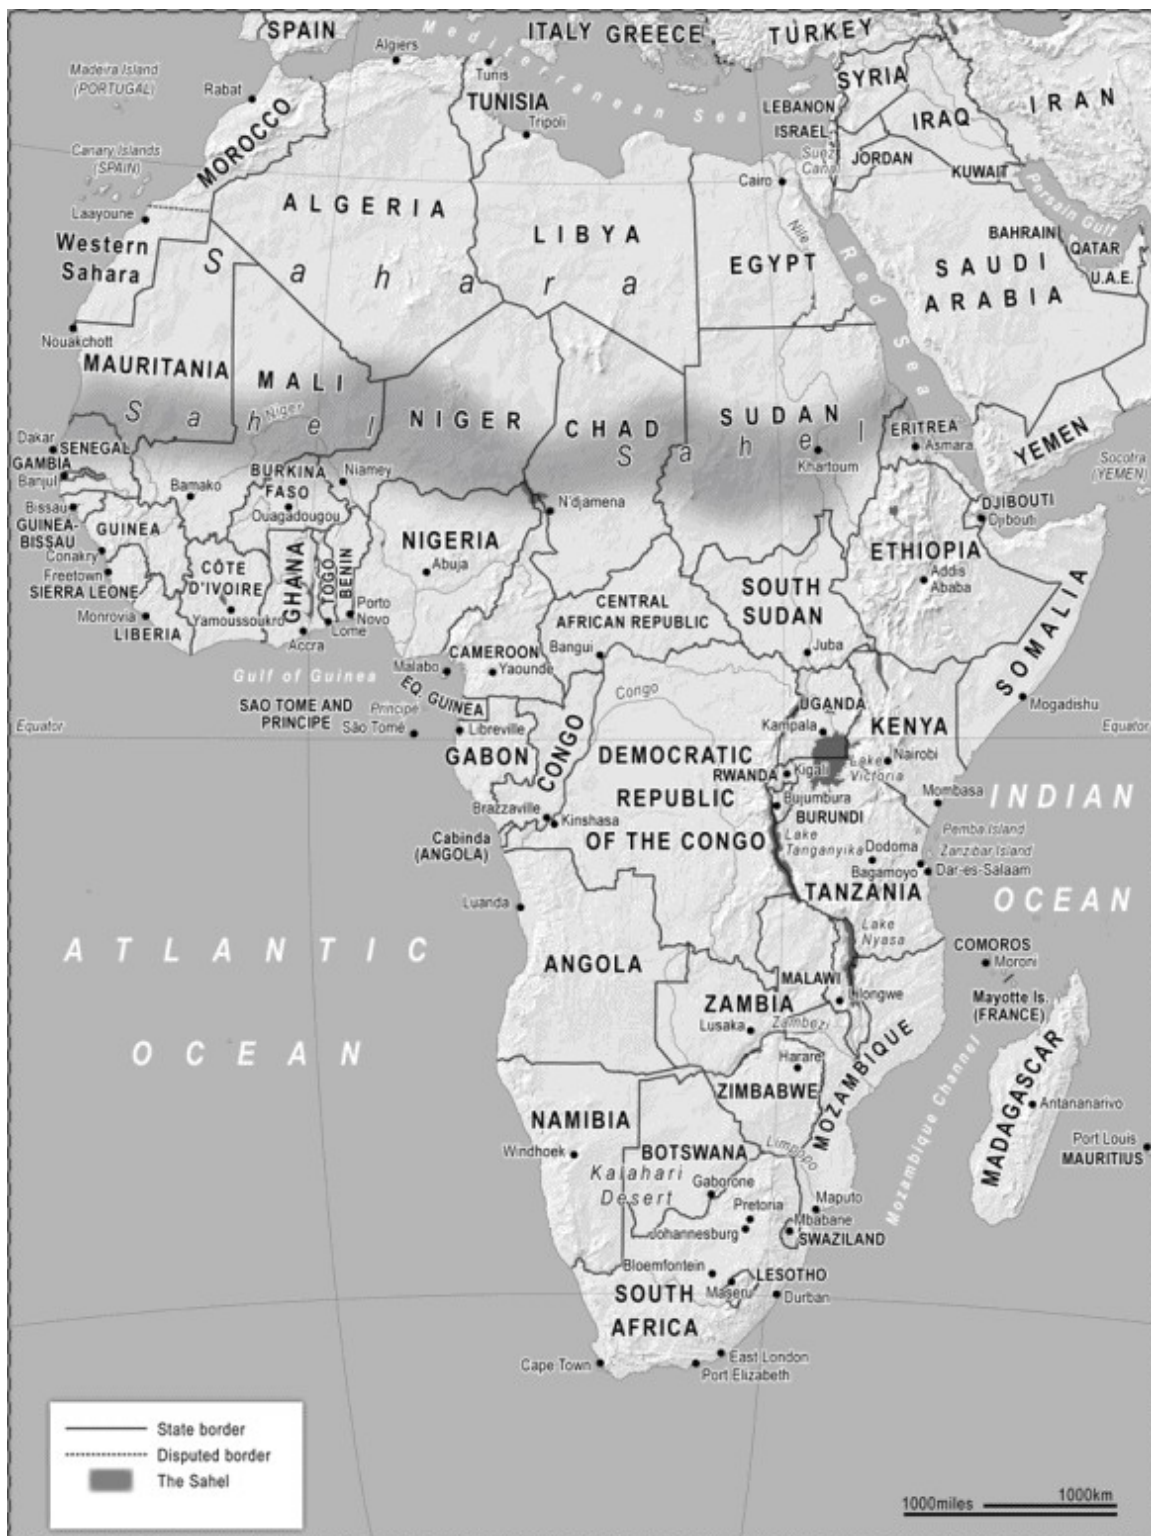 SPAIN
ITALY
GREECE
TURKEY
Algiers
Mediterranean Sea
Madeira Island
(PORTUGAL)
Rabat
Tunis
TUNISIA
Tripoli
SYRIA
LEBANON
IRAQ
IRAN
ISRAEL
Suez
Canal
JORDAN
KUWAIT
Canary Islands
(SPAIN)
MOROCCO
Cairo
Persain Gulf
Laayoune
ALGERIA
LIBYA
Nile
BAHRAIN
QATAR
Western
Sahara
Sahara
EGYPT
SAUDI
ARABIA
U.A.E.
Red Sea
Nouakchott
MAURITANIA
MALI
NIGER
CHAD
SUDAN
Sahel
Niger
Sahel
Dakar
SENEGAL
Khartoum
ERITREA
Asmara
YEMEN
Socotra
(YEMEN)
GAMBIA
Banjul
Bamako
BURKINA
FASO
Niamey
Ouagadougou
N'djamena
Bissau
GUINEA-
BISSAU
GUINEA
DJIBOUTI
Djibouti
Conakry
Freetown
SIERRA LEONE
CÔTE
D'IVOIRE
Yamoussoukro
GHANA
TOGO
BENIN
NIGERIA
Abuja
ETHIOPIA
Addis
Ababa
Monrovia
LIBERIA
Accra
Lome
Porto
Novo
CENTRAL
AFRICAN REPUBLIC
SOUTH
SUDAN
SOMALIA
Gulf of Guinea
Malabo
CAMEROON
Yaounde
Bangui
Juba
EQ. GUINEA
Congo
UGANDA
Kampala
KENYA
Mogadishu
SAO TOME AND
PRINCIPE
Principe
São Tomé
Equator
Libreville
GABON
CONGO
DEMOCRATIC
REPUBLIC
OF THE CONGO
Equator
Nairobi
Lake
Victoria
RWANDA
Kigali
Bujumbura
BURUNDI
Mombasa
INDIAN
OCEAN
Brazzaville
Kinshasa
Cabinda
(ANGOLA)
Lake
Tanganyika
Dodoma
Bagamoyo
Pemba Island
Zanzibar Island
Dar-es-Salaam
TANZANIA
Luanda
ATLANTIC
OCEAN
ANGOLA
Lake
Nyasa
COMOROS
Moroni
ZAMBIA
Lusaka
MALAWI
Lilongwe
Mayotte Is.
(FRANCE)
Zambezi
MOZAMBIQUE
Harare
ZIMBABWE
Mozambique Channel
MADAGASCAR
Antananarivo
NAMIBIA
Windhoek
BOTSWANA
Kalahari
Desert
Limpopo
Port Louis
MAURITIUS
Gaborone
Pretoria
Johannesburg
Maputo
Mbabane
SWAZILAND
Bloemfontein
LESOTHO
Maseru
SOUTH
AFRICA
Durban
Cape Town
East London
Port Elizabeth
State border
Disputed border
The Sahel
1000miles
1000km